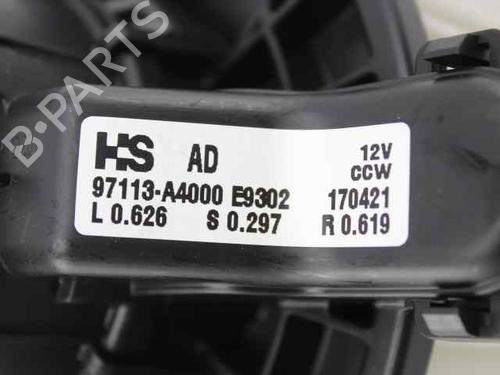 B-PARTS
HS AD 12V
CCW
97113-A4000 E9302 170421
L 0.626 S 0.297 R 0.619